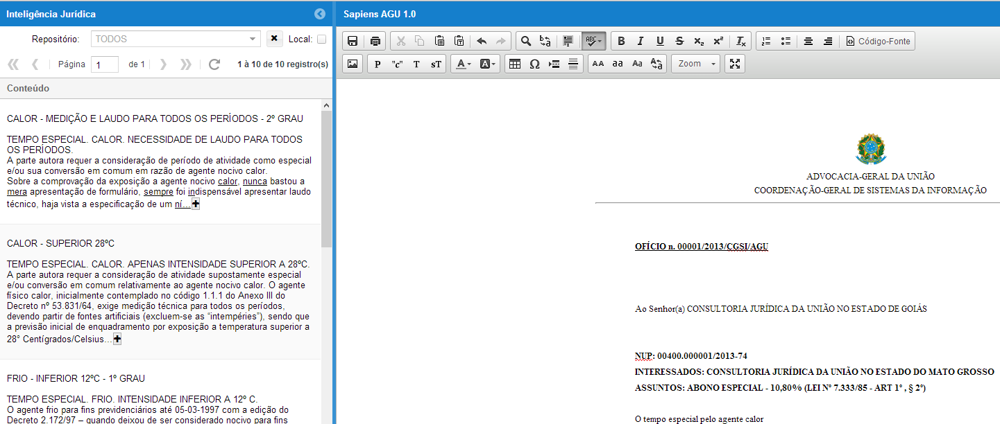 Inteligência Jurídica
Repositório: TODOS Local:
Página 1 de 1 1 à 10 de 10 registro(s)
Conteúdo
CALOR - MEDIÇÃO E LAUDO PARA TODOS OS PERÍODOS - 2º GRAU
TEMPO ESPECIAL. CALOR. NECESSIDADE DE LAUDO PARA TODOS
OS PERÍODOS.
A parte autora requer a consideração de período de atividade como especial
e/ou sua conversão em comum em razão de agente nocivo calor.
Sobre a comprovação da exposição a agente nocivo calor, nunca bastou a
mera apresentação de formulário, sempre foi indispensável apresentar laudo
técnico, haja vista a especificação de um ní...
CALOR - SUPERIOR 28ºC
TEMPO ESPECIAL. CALOR. APENAS INTENSIDADE SUPERIOR A 28ºC.
A parte autora requer a consideração de atividade supostamente especial
e/ou conversão em comum relativamente ao agente nocivo calor. O agente
físico calor, inicialmente contemplado no código 1.1.1 do Anexo III do
Decreto nº 53.831/64, exige medição técnica para todos os períodos,
devendo partir de fontes artificiais (excluem-se as “intempéries”), sendo que
a previsão inicial de enquadramento por exposição a temperatura superior a
28° Centígrados/Celsius...
FRIO - INFERIOR 12ºC - 1º GRAU
TEMPO ESPECIAL. FRIO. INTENSIDADE INFERIOR A 12º C.
O agente frio para fins previdenciários até 05-03-1997 com a edição do
Decreto 2.172/97 – quando deixou de ser considerado nocivo para fins
Sapiens AGU 1.0
ABC B I U S x₂ x² Tx Código-Fonte
P "c" T sT A A Ω AA aa Aa Zoom
ADVOCACIA-GERAL DA UNIÃO
COORDENAÇÃO-GERAL DE SISTEMAS DA INFORMAÇÃO
OFÍCIO n. 00001/2013/CGSI/AGU
Ao Senhor(a) CONSULTORIA JURÍDICA DA UNIÃO NO ESTADO DE GOIÁS
NUP: 00400.000001/2013-74
INTERESSADOS: CONSULTORIA JURÍDICA DA UNIÃO NO ESTADO DO MATO GROSSO
ASSUNTOS: ABONO ESPECIAL - 10,80% (LEI Nº 7.333/85 - ART 1º , § 2º)
O tempo especial pelo agente calor